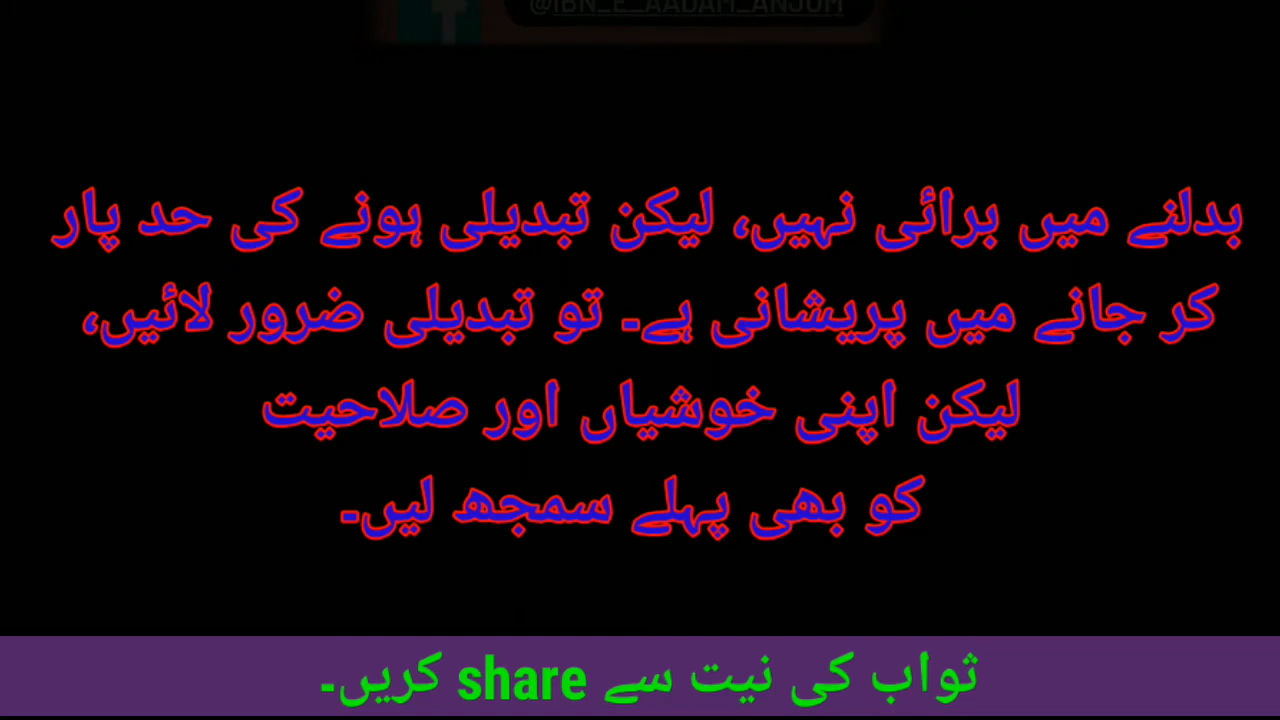 @IBN_E_AADAM_ANJUM
بدلنے میں برائی نہیں، لیکن تبدیلی ہونے کی حد پار
کر جانے میں پریشانی ہے۔ تو تبدیلی ضرور لائیں،
لیکن اپنی خوشیاں اور صلاحیت
کو بھی پہلے سمجھ لیں۔
ثواب کی نیت سے share کریں۔